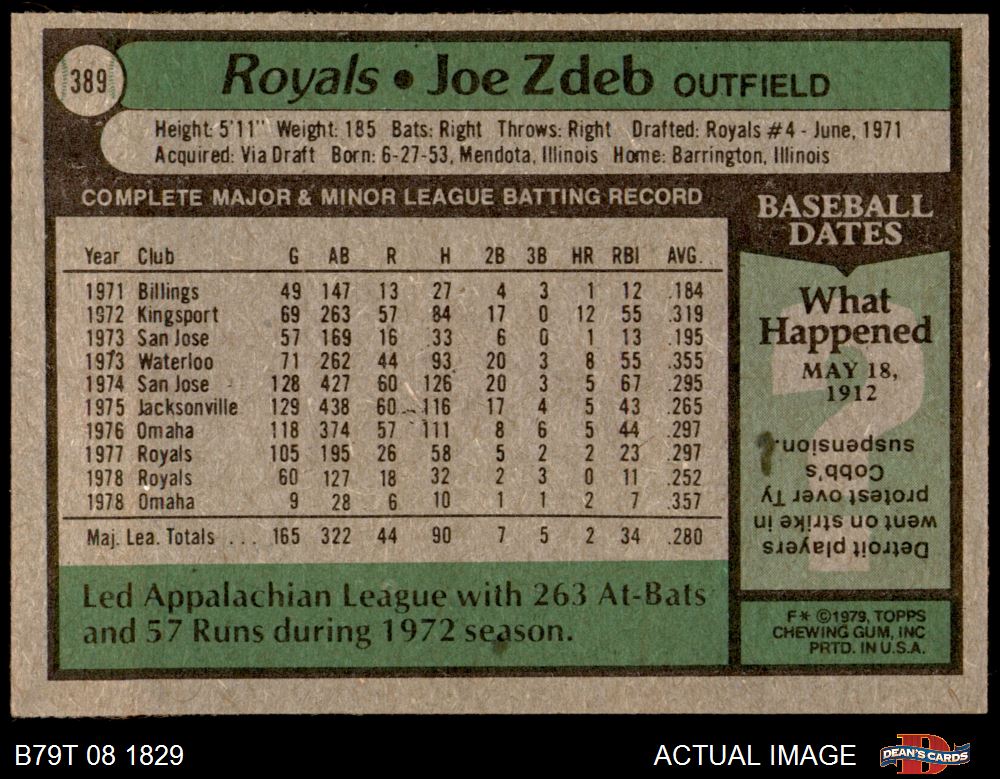 389
Royals • Joe Zdeb OUTFIELD
Height: 5'11" Weight: 185 Bats: Right Throws: Right Drafted: Royals #4 - June, 1971
Acquired: Via Draft Born: 6-27-53, Mendota, Illinois Home: Barrington, Illinois
COMPLETE MAJOR & MINOR LEAGUE BATTING RECORD
Year Club G AB R H 2B 3B HR RBI AVG.
1971 Billings 49 147 13 27 4 3 1 12 .184
1972 Kingsport 69 263 57 84 17 0 12 55 .319
1973 San Jose 57 169 16 33 6 0 1 13 .195
1973 Waterloo 71 262 44 93 20 3 8 55 .355
1974 San Jose 128 427 60 126 20 3 5 67 .295
1975 Jacksonville 129 438 60 116 17 4 5 43 .265
1976 Omaha 118 374 57 111 8 6 5 44 .297
1977 Royals 105 195 26 58 5 2 2 23 .297
1978 Royals 60 127 18 32 2 3 0 11 .252
1978 Omaha 9 28 6 10 1 1 2 7 .357
Maj. Lea. Totals ... 165 322 44 90 7 5 2 34 .280
Led Appalachian League with 263 At-Bats
and 57 Runs during 1972 season.
BASEBALL
DATES
What
Happened
MAY 18,
1912
?
Detroit players
went on strike in
protest over Ty
Cobb's
suspension.
F* ©1979, TOPPS
CHEWING GUM, INC
PRTD. IN U.S.A.
B79T 08 1829
ACTUAL IMAGE
D
DEAN'S CARDS